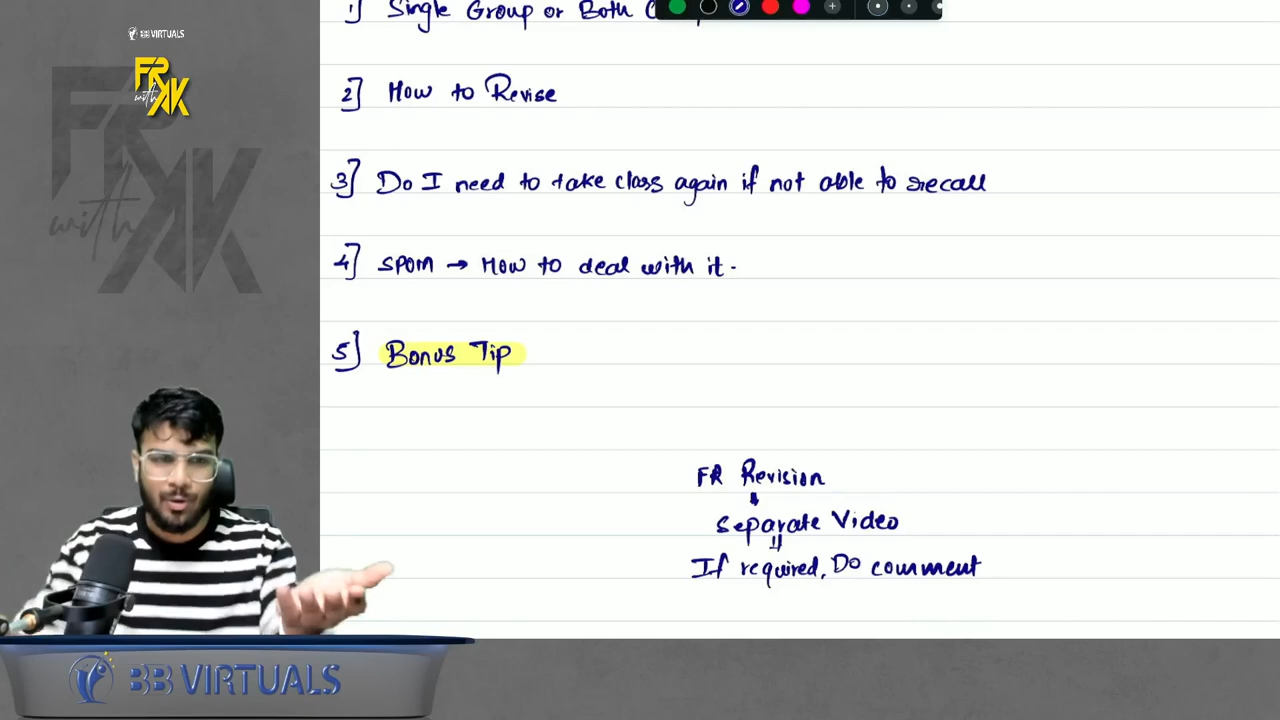 1] Single Group or Both
BB VIRTUALS
FR
with
AK
2] How to Revise
3] Do I need to take class again if not able to recall
4] SPOM → How to deal with it.
5] Bonus Tip
FR Revision
Separate Video
If required, Do comment
BB VIRTUALS